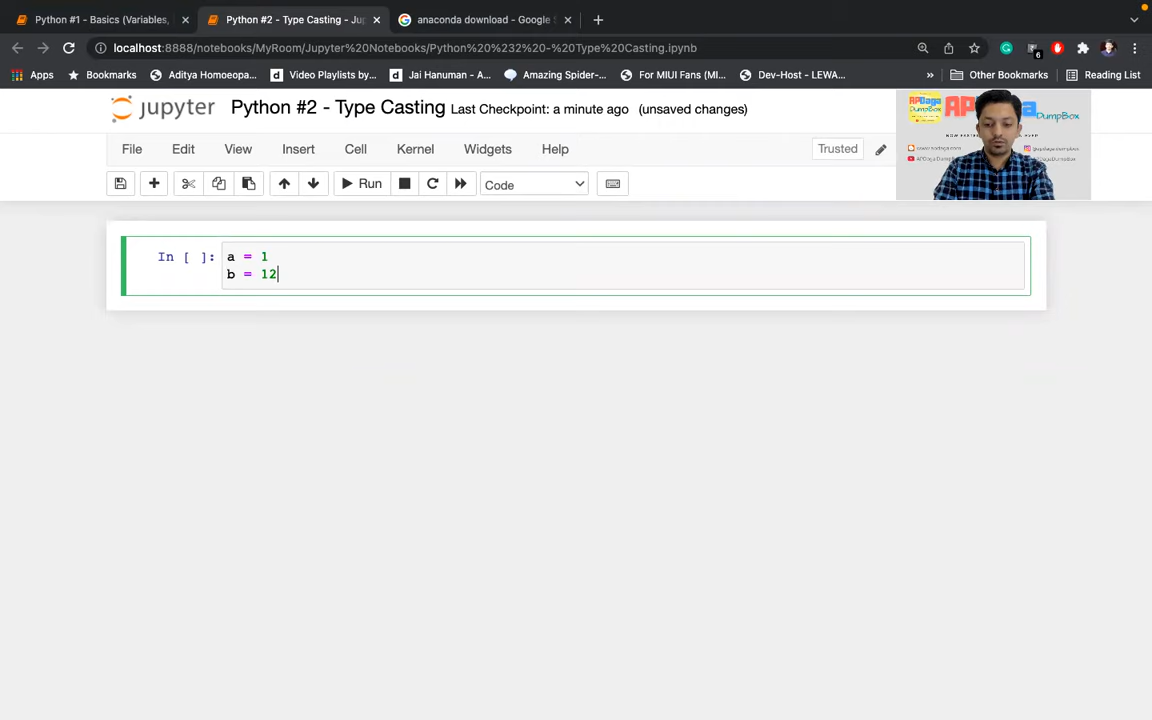 Python #1 - Basics (Variables,
Python #2 - Type Casting - Jup
anaconda download - Google S
localhost:8888/notebooks/MyRoom/Jupyter%20Notebooks/Python%20%232%20-%20Type%20Casting.ipynb
6
Apps
Bookmarks
Aditya Homoeopa...
Video Playlists by...
Jai Hanuman - A...
Amazing Spider-...
For MIUI Fans (MI...
Dev-Host - LEWA...
»
Other Bookmarks
Reading List
jupyter
Python #2 - Type Casting Last Checkpoint: a minute ago (unsaved changes)
File
Edit
View
Insert
Cell
Kernel
Widgets
Help
Trusted
Run
Code
In [ ]:
a = 1
b = 12
DumpBox